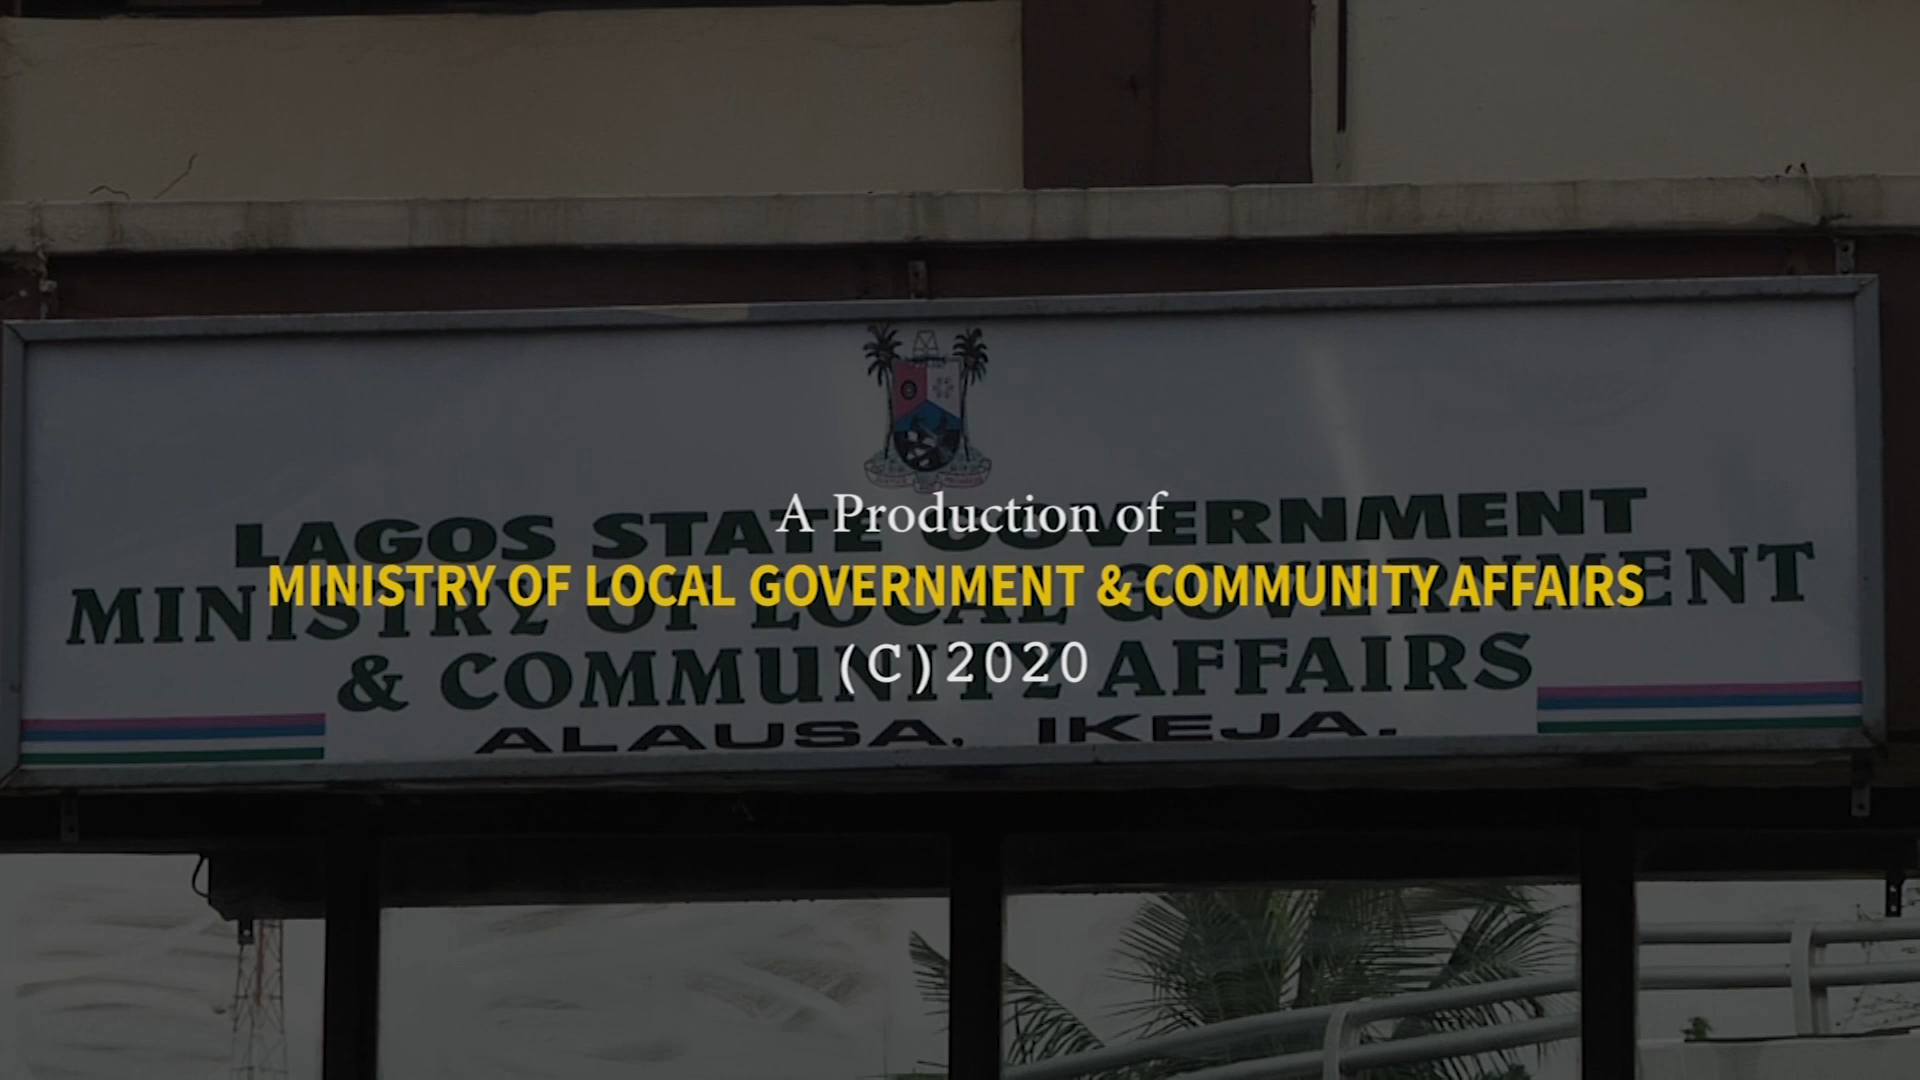 A Production of
MINISTRY OF LOCAL GOVERNMENT & COMMUNITY AFFAIRS
(C)2020
LAGOS STATE GOVERNMENT
MINISTRY OF LOCAL GOVERNMENT
& COMMUNITY AFFAIRS
ALAUSA, IKEJA.